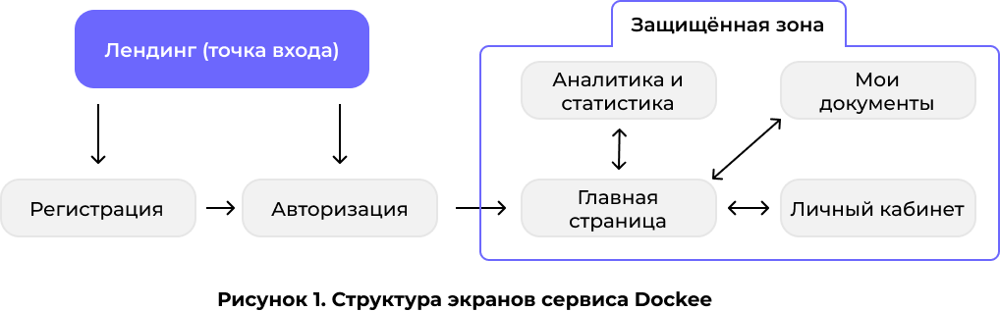 Лендинг (точка входа)
Защищённая зона
Аналитика и
статистика
Мои
документы
Регистрация
Авторизация
Главная
страница
Личный кабинет
Рисунок 1. Структура экранов сервиса Dockee